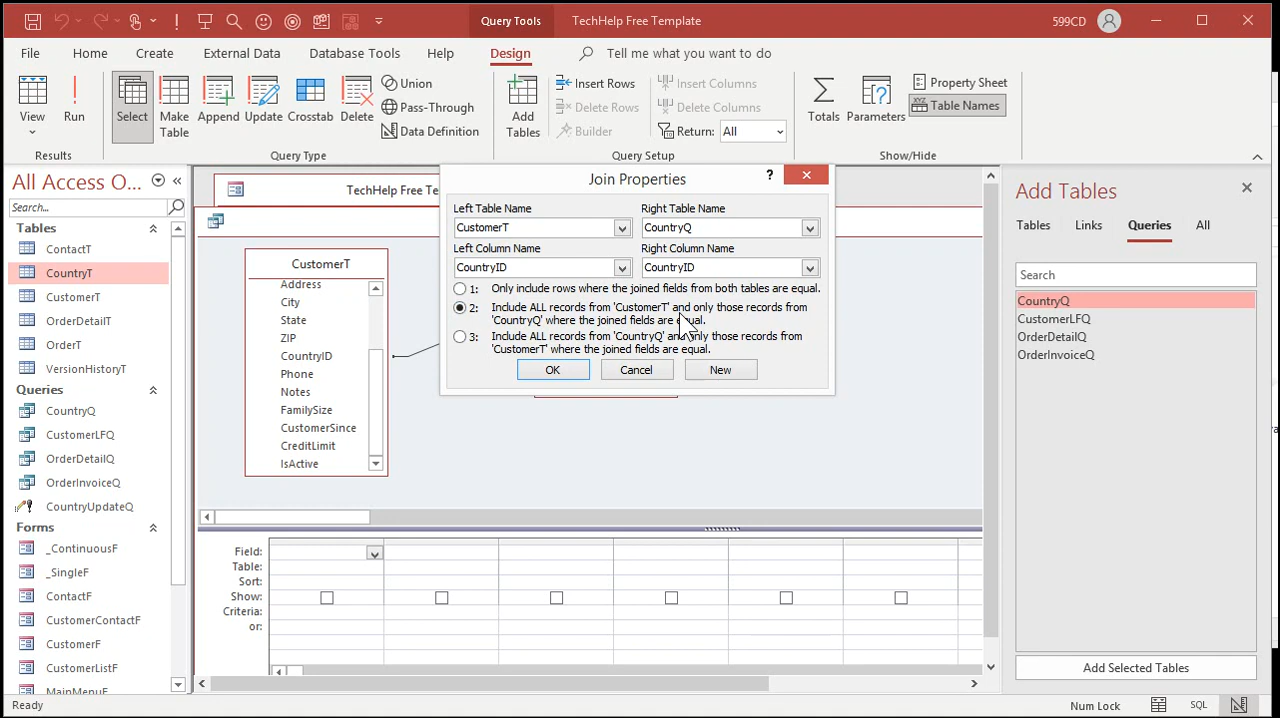 Query Tools
TechHelp Free Template
599CD
File
Home
Create
External Data
Database Tools
Help
Design
Tell me what you want to do
View
Run
Select
Make Table
Append
Update
Crosstab
Delete
Union
Pass-Through
Data Definition
Add Tables
Insert Rows
Delete Rows
Builder
Insert Columns
Delete Columns
Return: All
Totals
Parameters
Property Sheet
Table Names
Results
Query Type
Query Setup
Show/Hide
All Access O...
Search...
Tables
ContactT
CountryT
CustomerT
OrderDetailT
OrderT
VersionHistoryT
Queries
CountryQ
CustomerLFQ
OrderDetailQ
OrderInvoiceQ
CountryUpdateQ
Forms
_ContinuousF
_SingleF
ContactF
CustomerContactF
CustomerF
CustomerListF
MainMenuF
TechHelp Free Te
CustomerT
Address
City
State
ZIP
CountryID
Phone
Notes
FamilySize
CustomerSince
CreditLimit
IsActive
Join Properties
?
Left Table Name
Right Table Name
CustomerT
CountryQ
Left Column Name
Right Column Name
CountryID
CountryID
1: Only include rows where the joined fields from both tables are equal.
2: Include ALL records from 'CustomerT' and only those records from
'CountryQ' where the joined fields are equal.
3: Include ALL records from 'CountryQ' and only those records from
'CustomerT' where the joined fields are equal.
OK
Cancel
New
Field:
Table:
Sort:
Show:
Criteria:
or:
Add Tables
Tables
Links
Queries
All
Search
CountryQ
CustomerLFQ
OrderDetailQ
OrderInvoiceQ
Add Selected Tables
Ready
Num Lock
SQL